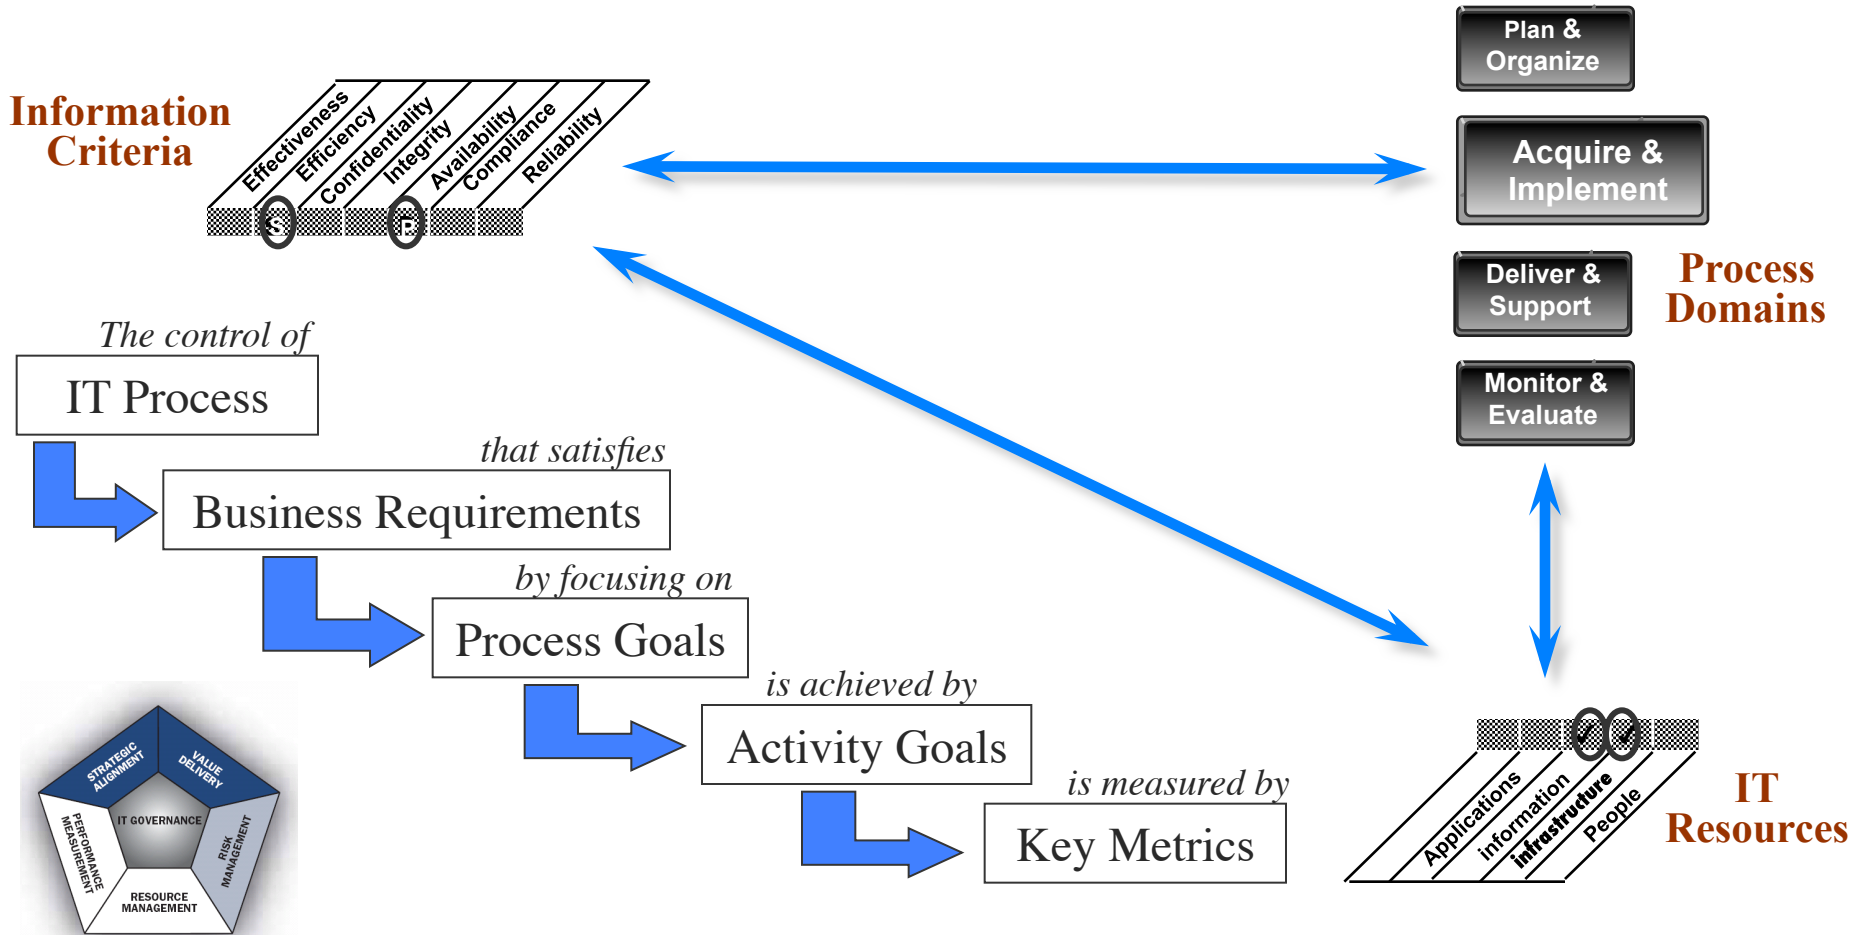 Plan &
Organize
Information
Criteria
Effectiveness
Efficiency
Confidentiality
Integrity
Availability
Compliance
Reliability
S
P
Acquire &
Implement
Deliver &
Support
Process
Domains
Monitor &
Evaluate
The control of
IT Process
that satisfies
Business Requirements
by focusing on
Process Goals
is achieved by
Activity Goals
is measured by
Key Metrics
STRATEGIC
ALIGNMENT
VALUE
DELIVERY
IT GOVERNANCE
PERFORMANCE
MEASUREMENT
RISK
MANAGEMENT
RESOURCE
MANAGEMENT
✓
✓
Applications
information
infrastructure
People
IT
Resources